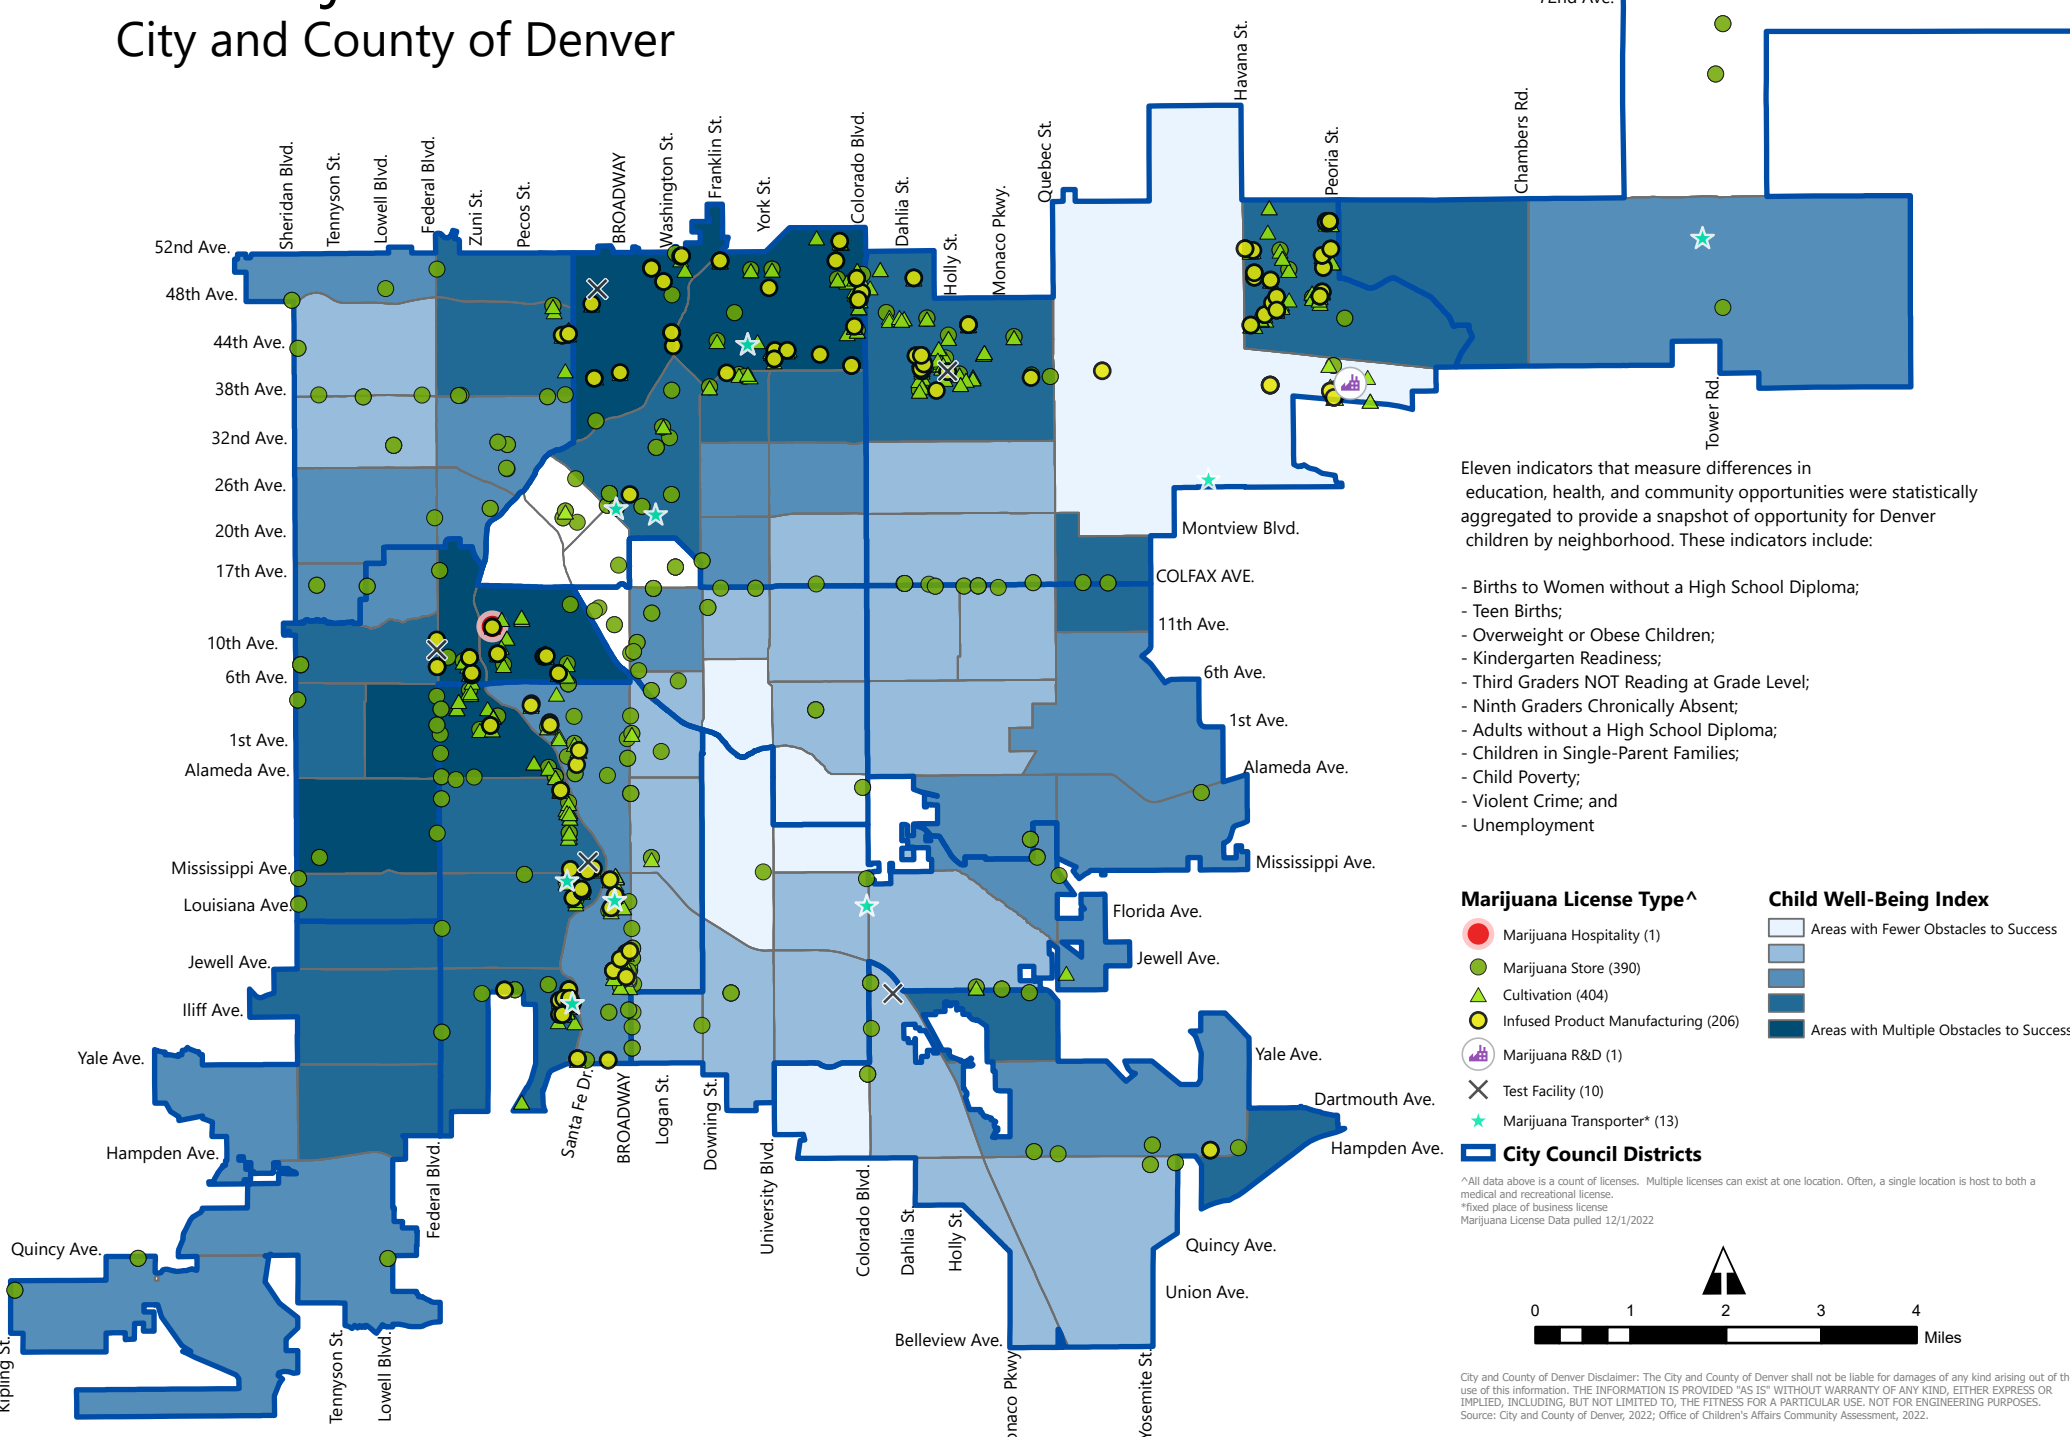 City and County of Denver
Havana St.
Peoria St.
Chambers Rd.
Sheridan Blvd.
Tennyson St.
Lowell Blvd.
Federal Blvd.
Zuni St.
Pecos St.
BROADWAY
Washington St.
Franklin St.
York St.
Colorado Blvd.
Dahlia St.
Holly St.
Monaco Pkwy.
Quebec St.
52nd Ave.
48th Ave.
44th Ave.
38th Ave.
32nd Ave.
26th Ave.
20th Ave.
17th Ave.
10th Ave.
6th Ave.
1st Ave.
Alameda Ave.
Mississippi Ave.
Louisiana Ave.
Jewell Ave.
Iliff Ave.
Yale Ave.
Hampden Ave.
Quincy Ave.
Kipling St.
Tennyson St.
Lowell Blvd.
Federal Blvd.
Santa Fe Dr.
BROADWAY
Logan St.
Downing St.
University Blvd.
Colorado Blvd.
Dahlia St.
Holly St.
Belleview Ave.
Yosemite St.
Union Ave.
Quincy Ave.
Hampden Ave.
Dartmouth Ave.
Yale Ave.
Jewell Ave.
Florida Ave.
Mississippi Ave.
Alameda Ave.
1st Ave.
6th Ave.
11th Ave.
COLFAX AVE.
Montview Blvd.
Tower Rd.
Eleven indicators that measure differences in
education, health, and community opportunities were statistically
aggregated to provide a snapshot of opportunity for Denver
children by neighborhood. These indicators include:
- Births to Women without a High School Diploma;
- Teen Births;
- Overweight or Obese Children;
- Kindergarten Readiness;
- Third Graders NOT Reading at Grade Level;
- Ninth Graders Chronically Absent;
- Adults without a High School Diploma;
- Children in Single-Parent Families;
- Child Poverty;
- Violent Crime; and
- Unemployment
Marijuana License Type^
Marijuana Hospitality (1)
Marijuana Store (390)
Cultivation (404)
Infused Product Manufacturing (206)
Marijuana R&D (1)
Test Facility (10)
Marijuana Transporter* (13)
City Council Districts
Child Well-Being Index
Areas with Fewer Obstacles to Success
Areas with Multiple Obstacles to Success
^All data above is a count of licenses. Multiple licenses can exist at one location. Often, a single location is host to both a
medical and recreational license.
*fixed place of business license
Marijuana License Data pulled 12/1/2022
0 1 2 3 4
Miles
City and County of Denver Disclaimer: The City and County of Denver shall not be liable for damages of any kind arising out of th
use of this information. THE INFORMATION IS PROVIDED "AS IS" WITHOUT WARRANTY OF ANY KIND, EITHER EXPRESS OR
IMPLIED, INCLUDING, BUT NOT LIMITED TO, THE FITNESS FOR A PARTICULAR USE. NOT FOR ENGINEERING PURPOSES.
Source: City and County of Denver, 2022; Office of Children's Affairs Community Assessment, 2022.